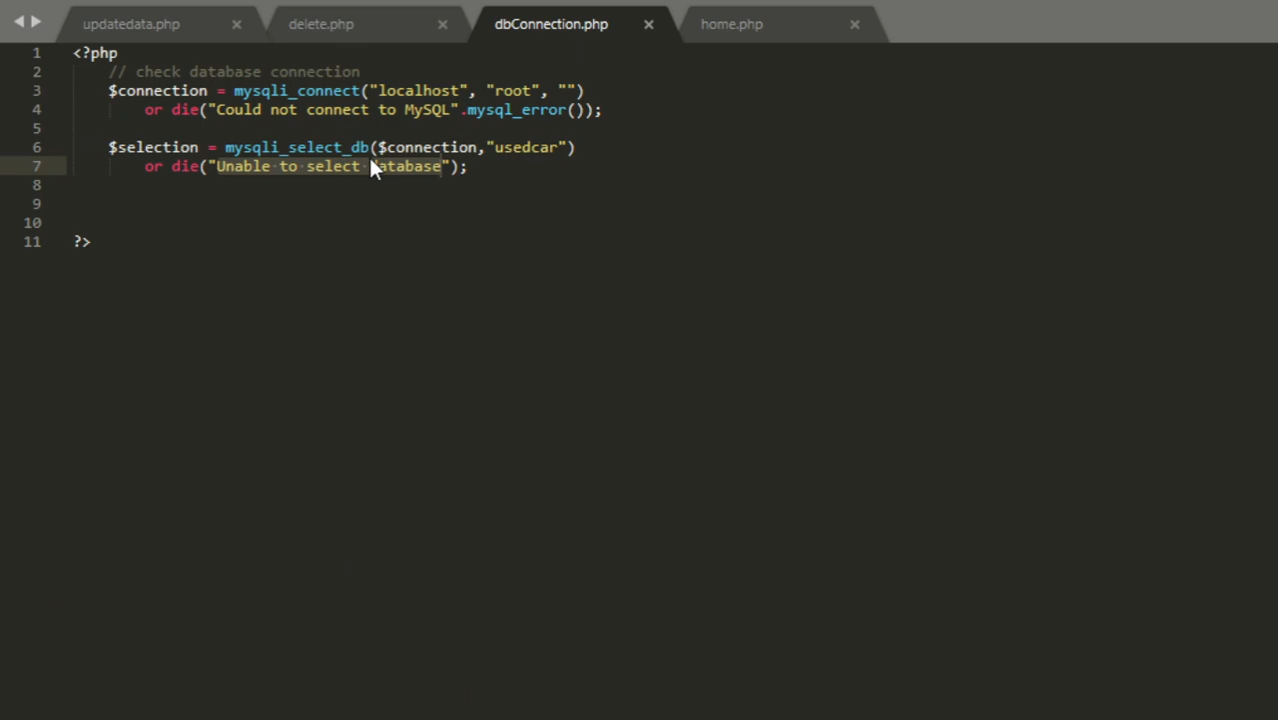 updatedata.php × delete.php × dbConnection.php × home.php ×
1 <?php
2 // check database connection
3 $connection = mysqli_connect("localhost", "root", "")
4 or die("Could not connect to MySQL".mysql_error());
5
6 $selection = mysqli_select_db($connection,"usedcar")
7 or die("Unable to select database");
8
9
10
11 ?>